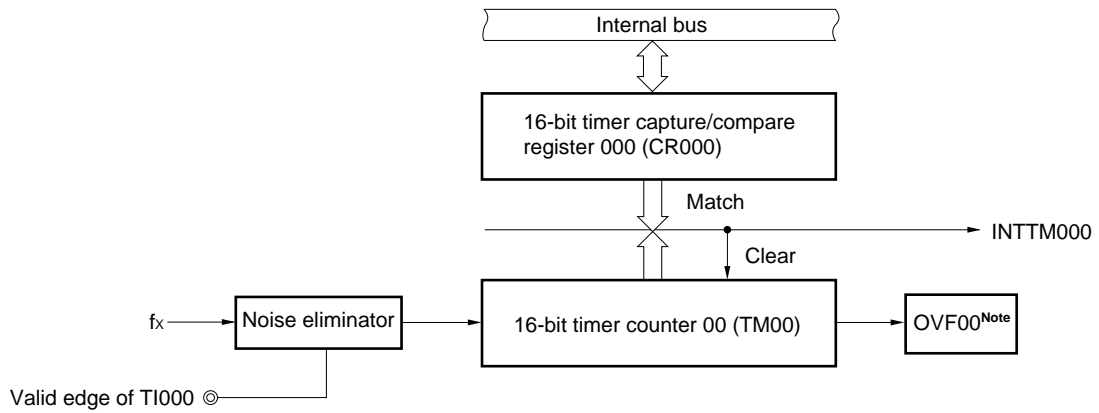 Internal bus
16-bit timer capture/compare
register 000 (CR000)
Match
INTTM000
Clear
fX
Noise eliminator
16-bit timer counter 00 (TM00)
OVF00Note
Valid edge of TI000